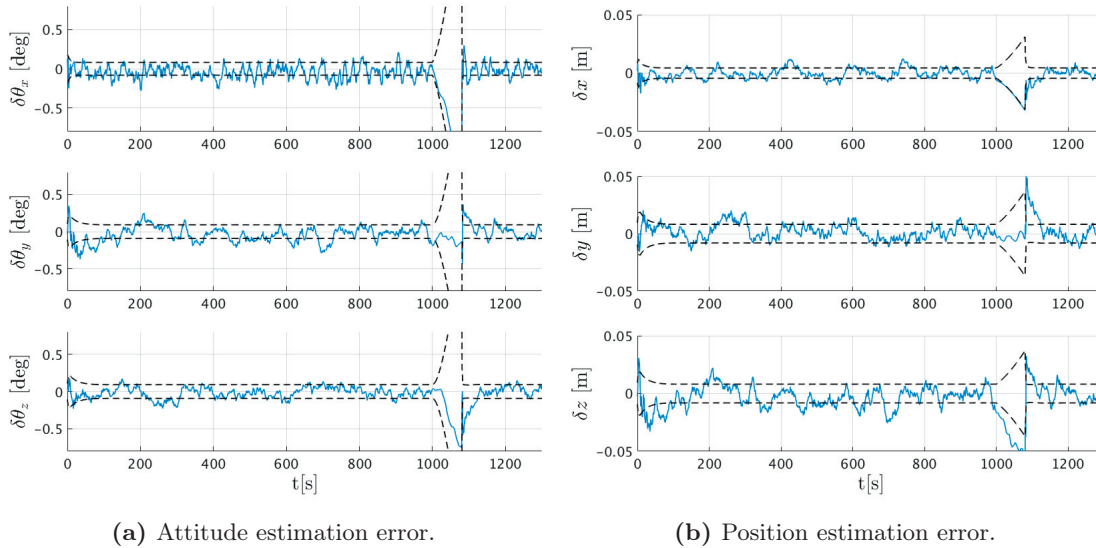 0.5
0
-0.5
δθx [deg]
0 200 400 600 800 1000 1200
0.5
0
-0.5
δθy [deg]
0 200 400 600 800 1000 1200
0.5
0
-0.5
δθz [deg]
0 200 400 600 800 1000 1200
t[s]
(a) Attitude estimation error.
0.05
0
-0.05
δx [m]
0 200 400 600 800 1000 1200
0.05
0
-0.05
δy [m]
0 200 400 600 800 1000 1200
0.05
0
-0.05
δz [m]
0 200 400 600 800 1000 1200
t[s]
(b) Position estimation error.